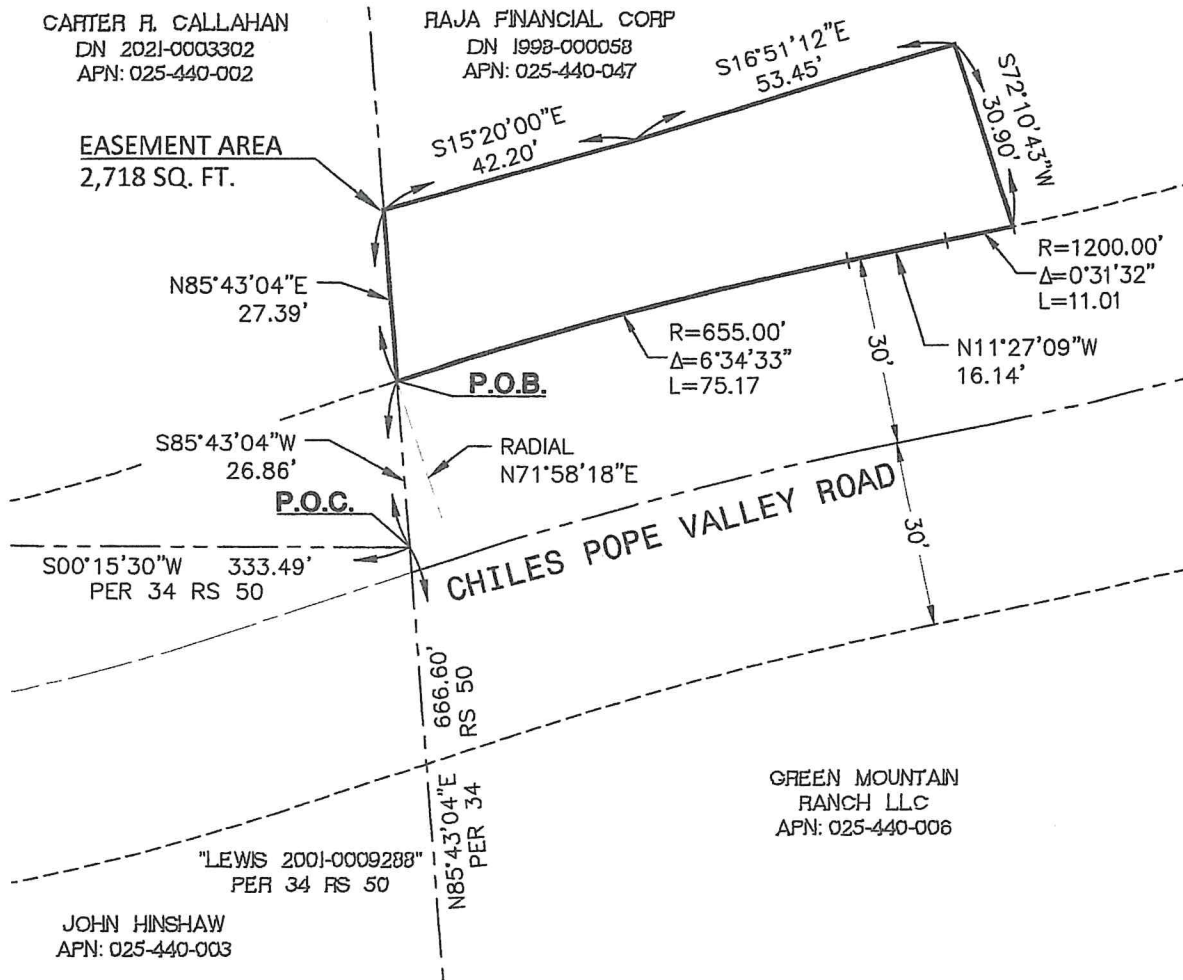 CARTER R. CALLAHAN
DN 2021-0003302
APN: 025-440-002
RAJA FINANCIAL CORP
DN 1998-000058
APN: 025-440-047
S16°51'12"E
53.45'
S72°10'43"W
30.90'
S15°20'00"E
42.20'
EASEMENT AREA
2,718 SQ. FT.
N85°43'04"E
27.39'
R=1200.00'
Δ=0°31'32"
L=11.01
R=655.00'
Δ=6°34'33"
L=75.17
N11°27'09"W
16.14'
30'
P.O.B.
S85°43'04"W
26.86'
RADIAL
N71°58'18"E
P.O.C.
S00°15'30"W 333.49'
PER 34 RS 50
CHILES POPE VALLEY ROAD
30'
N85°43'04"E 666.60'
PER 34 RS 50
GREEN MOUNTAIN
RANCH LLC
APN: 025-440-006
"LEWIS 2001-0009288"
PER 34 RS 50
JOHN HINSHAW
APN: 025-440-003